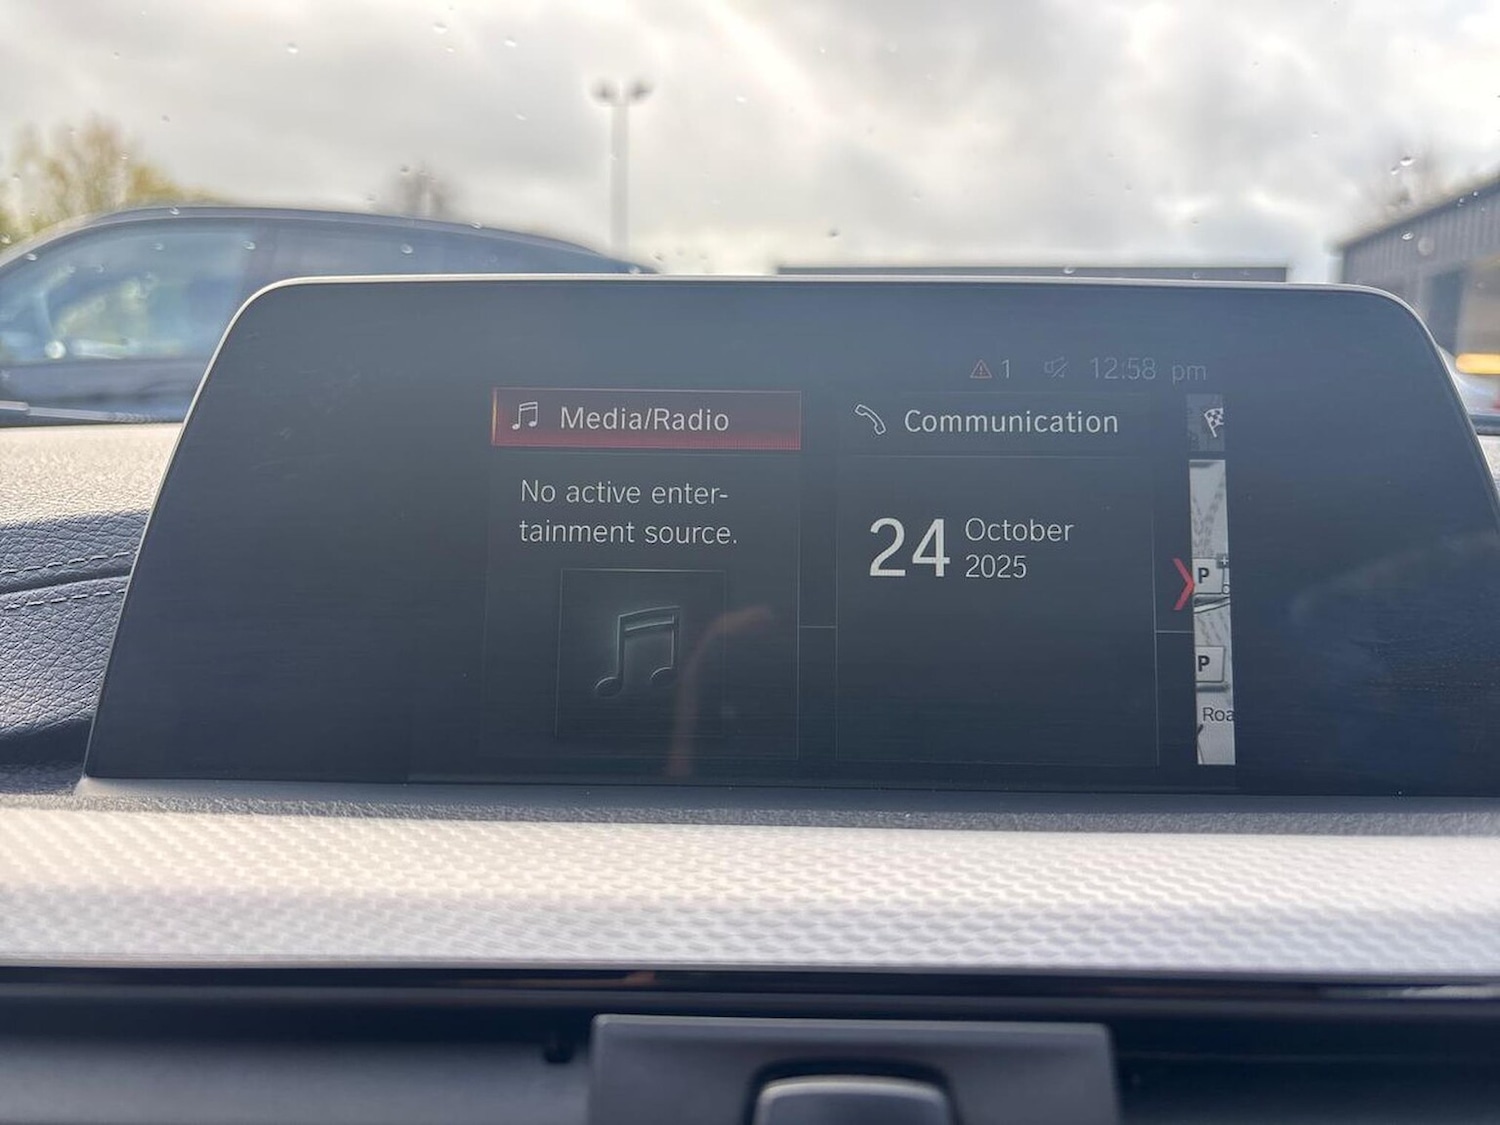 1 12:58 pm
Media/Radio
Communication
No active enter-
tainment source.
24 October
2025
P
P
Roa